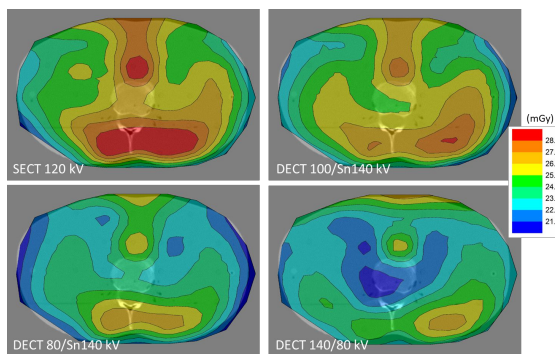 SECT 120 kV
DECT 100/Sn140 kV
(mGy)
28.
27.
26.
25.
24.
23.
22.
21.
DECT 80/Sn140 kV
DECT 140/80 kV